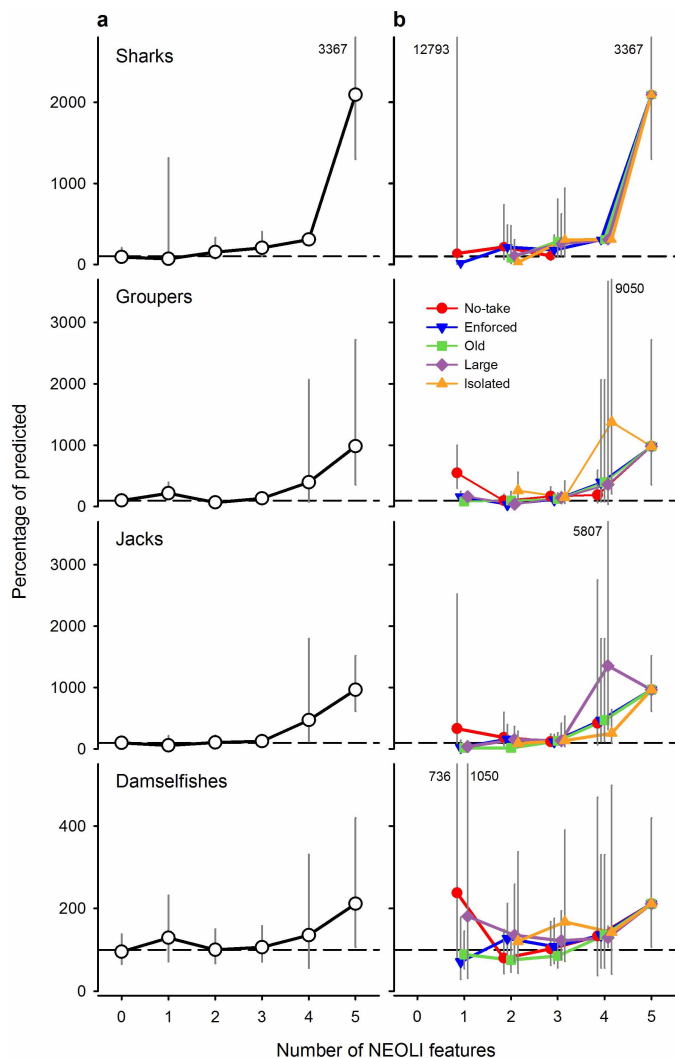 a
b
Sharks
3367
12793
3367
2000
1000
0
Groupers
9050
No-take
Enforced
Old
Large
Isolated
3000
2000
1000
0
Percentage of predicted
Jacks
5807
3000
2000
1000
0
Damselfishes
736
1050
400
200
0
0 1 2 3 4 5
0 1 2 3 4 5
Number of NEOLI features